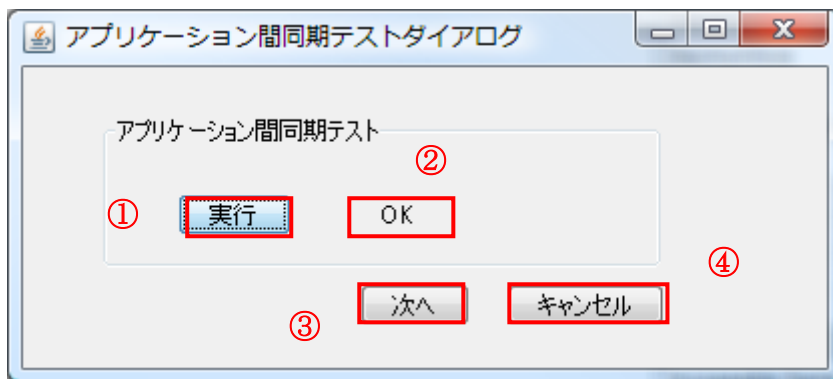 アプリケーション間同期テストダイアログ
アプリケーション間同期テスト
②
① 実行 OK
④
次へ キャンセル
③